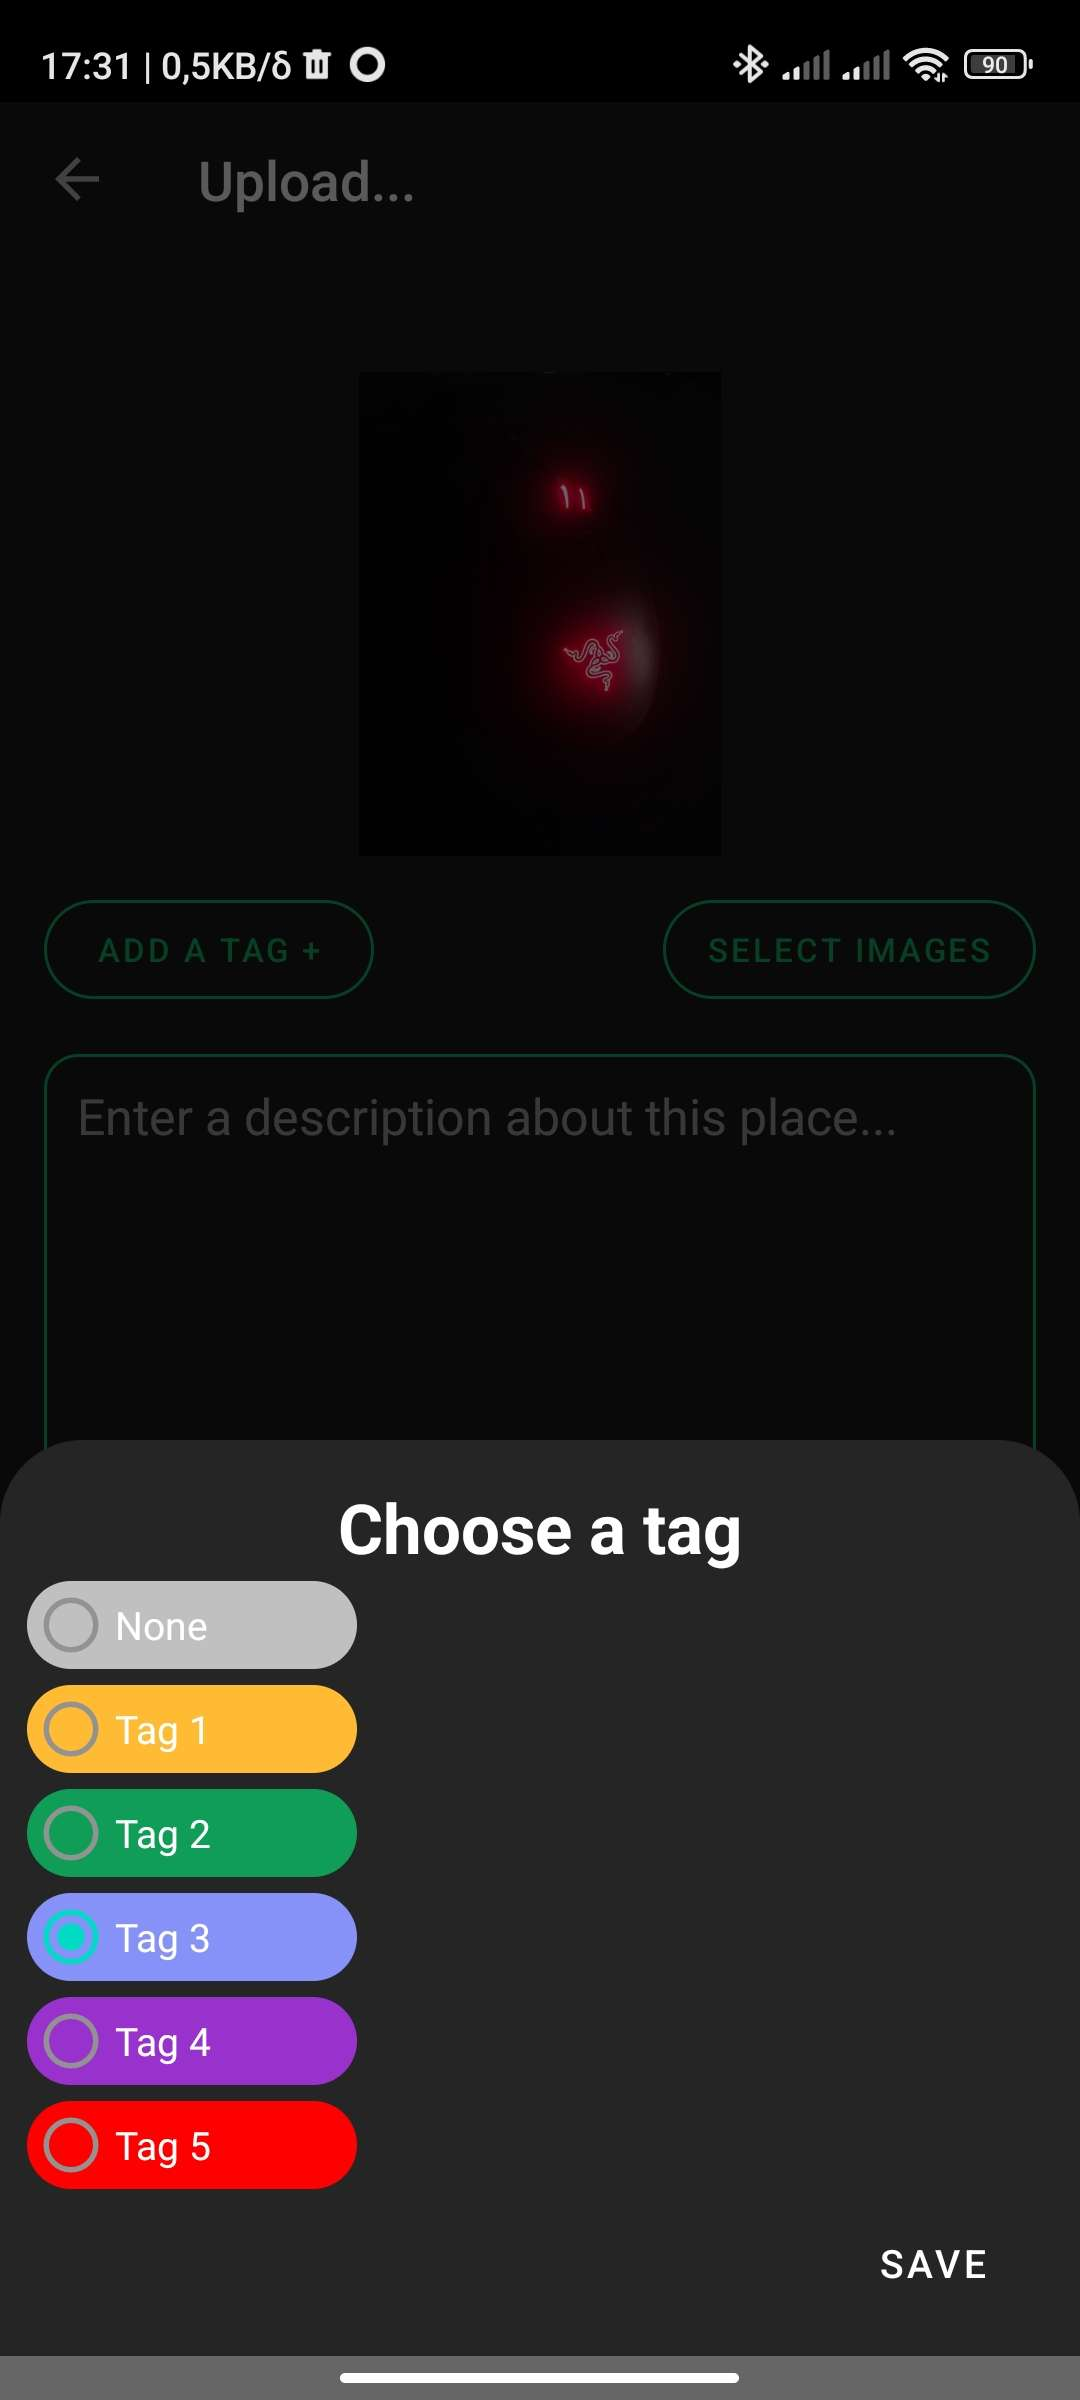 17:31 | 0,5KB/δ
90
Upload...
ADD A TAG +
SELECT IMAGES
Enter a description about this place...
Choose a tag
None
Tag 1
Tag 2
Tag 3
Tag 4
Tag 5
SAVE